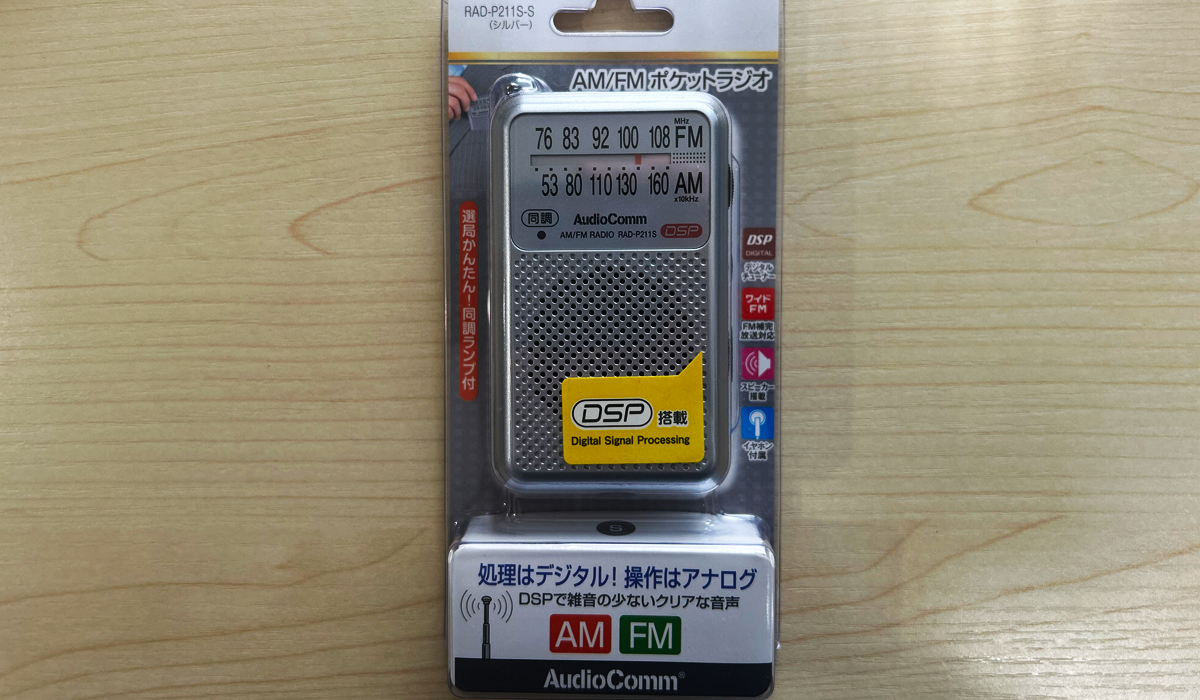 RAD-P211S-S
(シルバー)
AM/FM ポケットラジオ
MHz
76 83 92 100 108 FM
53 80 110 130 160 AM
x10kHz
同調 AudioComm
AM/FM RADIO RAD-P211S DSP
選局かんたん!同調ランプ付
DSP
DIGITAL
デジタル
チューナー
ワイド
FM
FM補完
放送対応
スピーカー
搭載
イヤホン
付属
DSP 搭載
Digital Signal Processing
S
処理はデジタル! 操作はアナログ
DSPで雑音の少ないクリアな音声
AM FM
AudioComm®